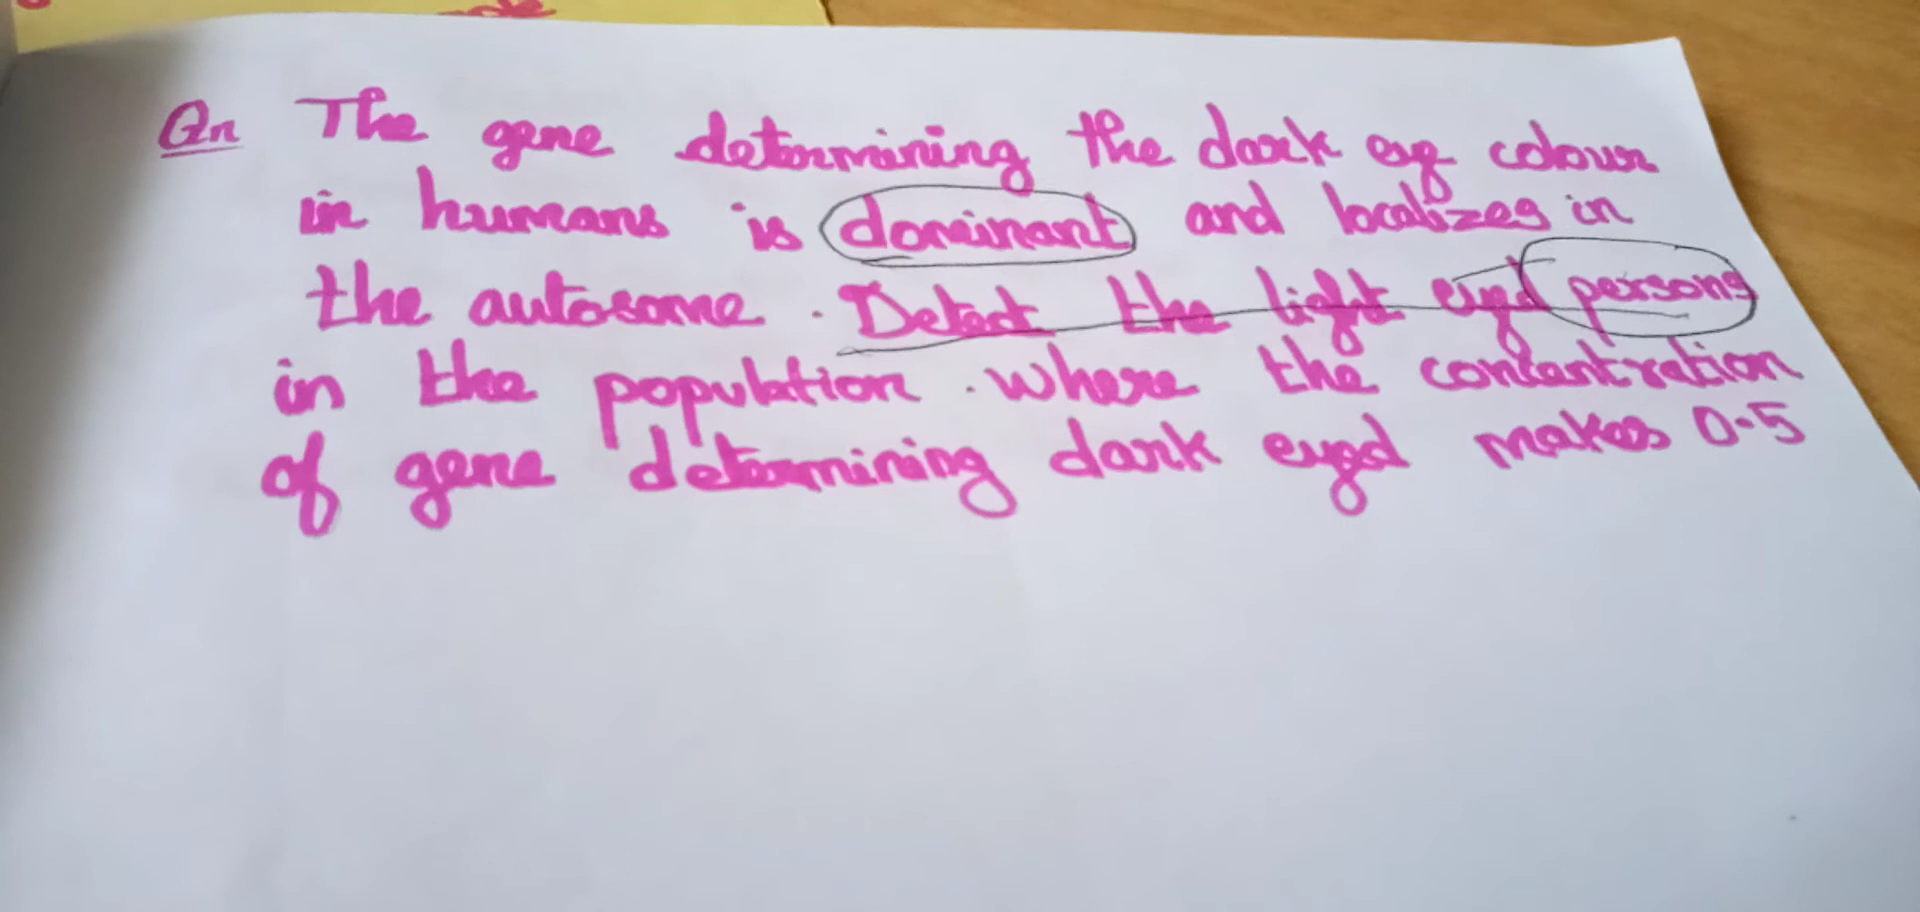 Qn The gene determining the dark eye colour
in humans is dominant and localizes in
the autosome. Detect the light eyed persons
in the population. where the contentration
of gene determining dark eyed makes 0.5